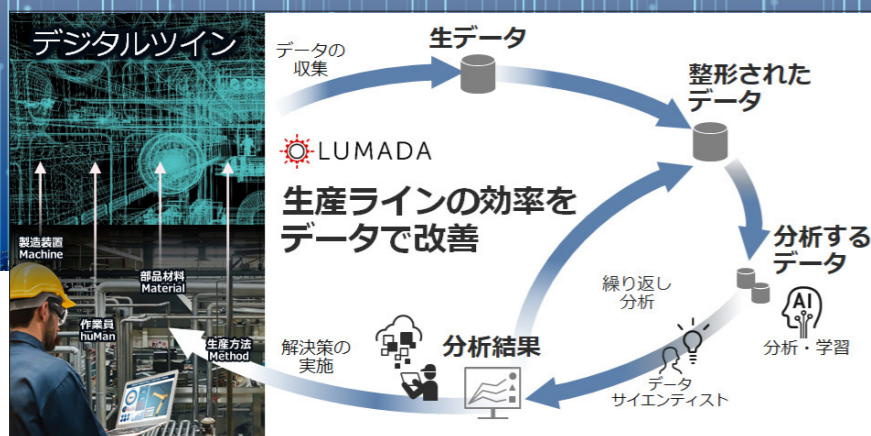 デジタルツイン
データの
収集
生データ
整形された
データ
LUMADA
生産ラインの効率を
データで改善
製造装置
Machine
部品材料
Material
作業員
huMan
生産方法
Method
分析する
データ
AI
分析・学習
繰り返し
分析
データ
サイエンティスト
分析結果
解決策の
実施